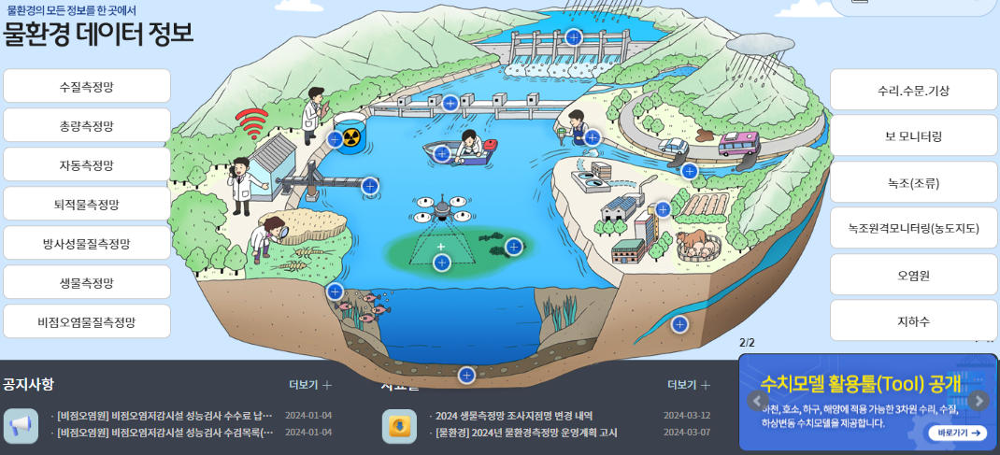 물환경의 모든 정보를 한 곳에서
물환경 데이터 정보
수질측정망
총량측정망
자동측정망
퇴적물측정망
방사성물질측정망
생물측정망
비점오염물질측정망
수리.수문.기상
보 모니터링
녹조(조류)
녹조원격모니터링(농도지도)
오염원
지하수
2/2
공지사항
더보기
· [비점오염원] 비점오염저감시설 성능검사 수수료 납… 2024-01-04
· [비점오염원] 비점오염저감시설 성능검사 수검목록(… 2024-01-04
더보기
· 2024 생물측정망 조사지점명 변경 내역 2024-03-12
· [물환경] 2024년 물환경측정망 운영계획 고시 2024-03-07
수치모델 활용툴(Tool) 공개
하천, 호소, 하구, 해양에 적용 가능한 3차원 수리, 수질,
하상변동 수치모델을 제공합니다.
바로가기